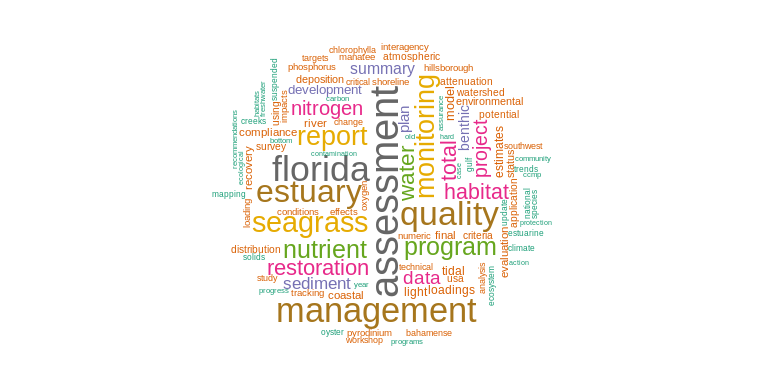 chlorophylla
interagency
targets
manatee
atmospheric
phosphorus
summary
hillsborough
suspended
deposition
critical
shoreline
attenuation
habitats
freshwater
development
watershed
carbon
nitrogen
monitoring
model
environmental
using
impacts
assessment
plan
assurance
potential
recommendations
creeks
river
change
report
compliance
old
hard
benthic
bottom
survey
water
total
project
estimates
southwest
contamination
florida
status
community
ecological
recovery
case
gulf
trends
ccmp
mapping
estuary
oxygen
habitat
application
national
species
loading
conditions
effects
quality
update
protection
seagrass
numeric
final
criteria
estuarine
distribution
nutrient
program
evaluation
climate
solids
restoration
technical
tidal
action
study
sediment
year
data
usa
analysis
ecosystem
progress
tracking
coastal
light
loadings
management
oyster
pyrodinium
bahamense
workshop
programs